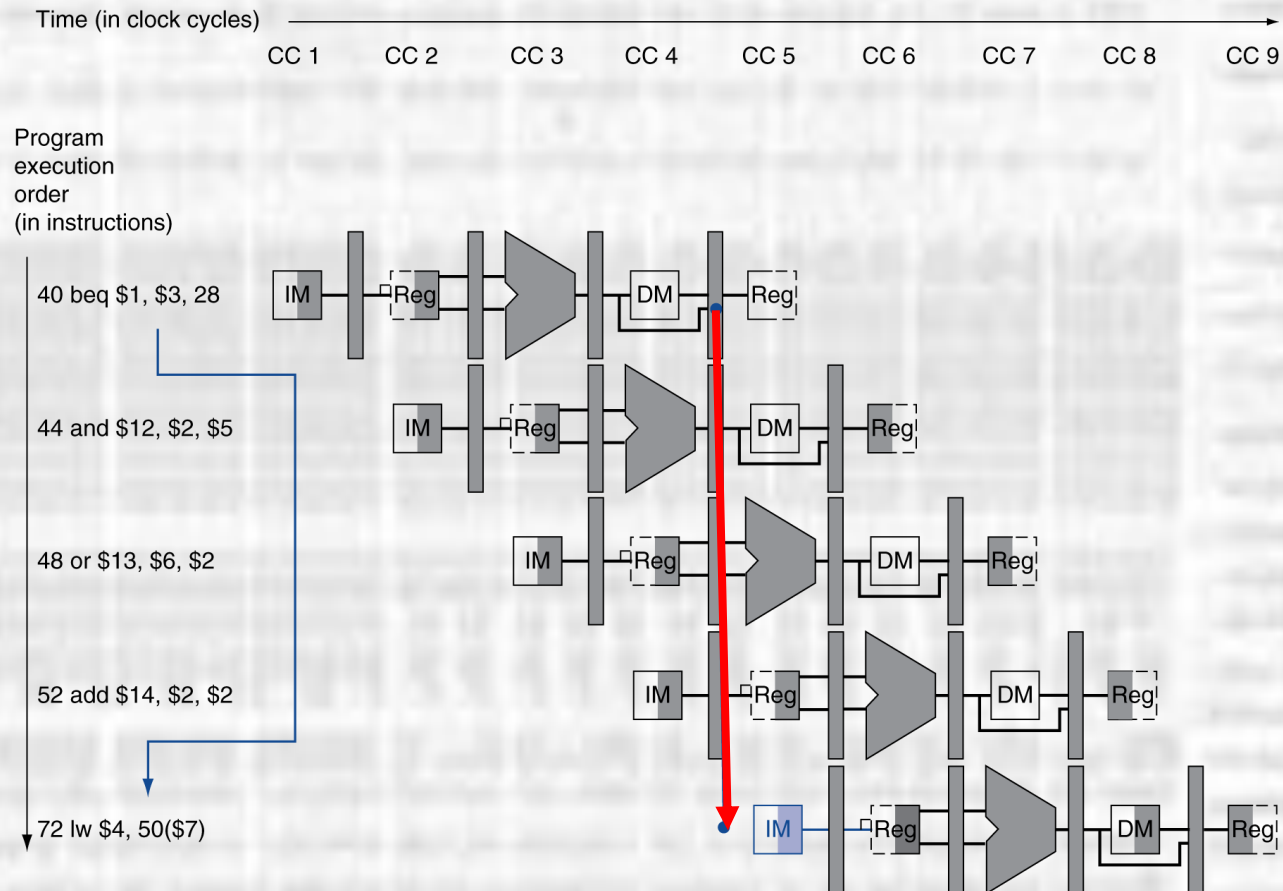 Time (in clock cycles)
CC 1 CC 2 CC 3 CC 4 CC 5 CC 6 CC 7 CC 8 CC 9
Program
execution
order
(in instructions)
40 beq $1, $3, 28 IM Reg DM Reg
44 and $12, $2, $5 IM Reg DM Reg
48 or $13, $6, $2 IM Reg DM Reg
52 add $14, $2, $2 IM Reg DM Reg
72 lw $4, 50($7) IM Reg DM Reg